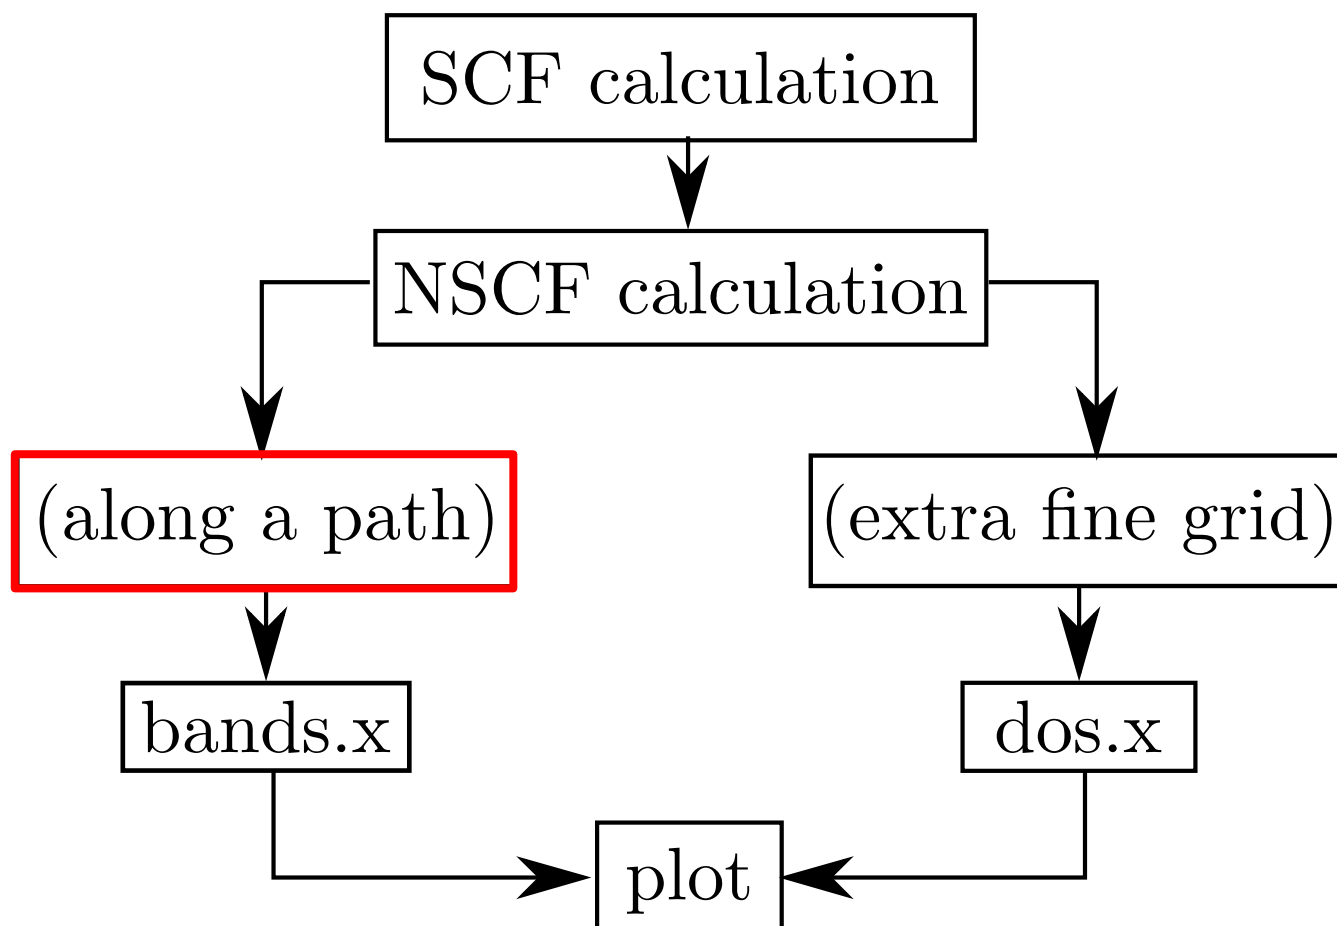 SCF calculation
NSCF calculation
(along a path)
(extra fine grid)
bands.x
dos.x
plot